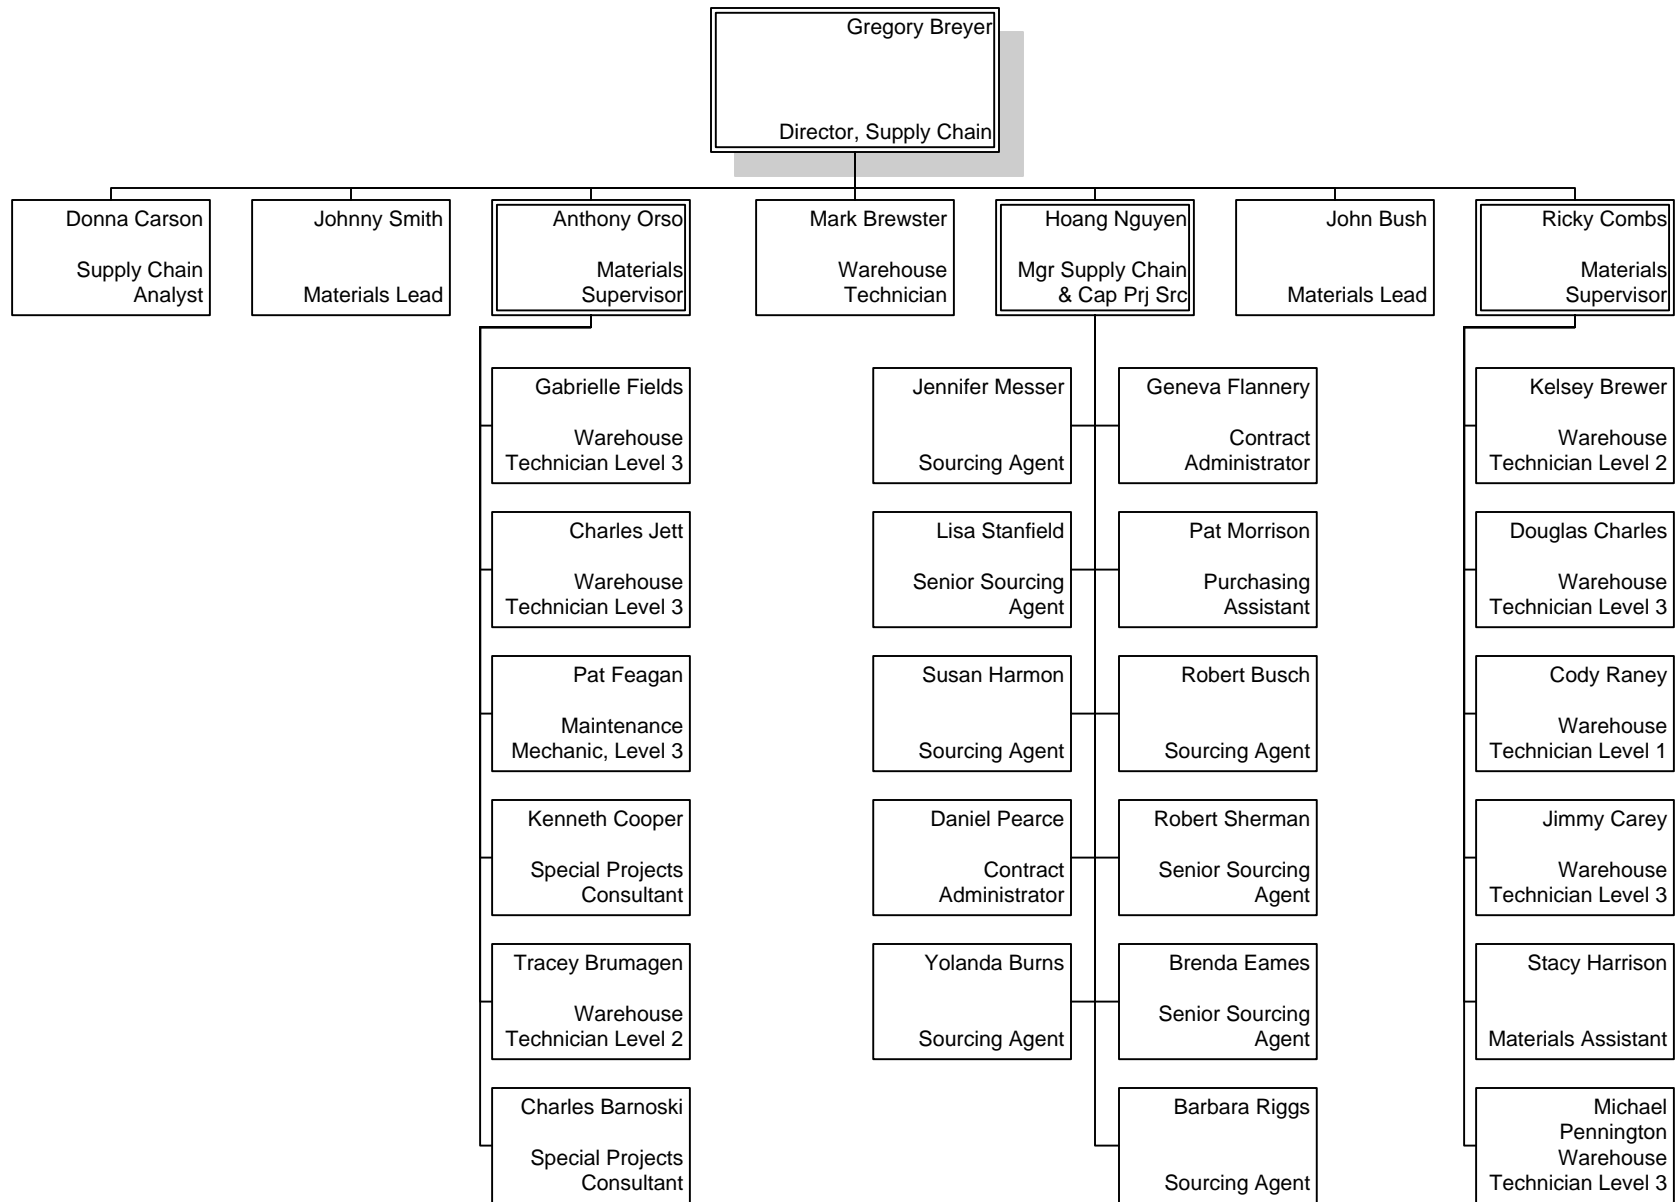 Gregory Breyer
Director, Supply Chain
Donna Carson
Supply Chain
Analyst
Johnny Smith
Materials Lead
Anthony Orso
Materials
Supervisor
Mark Brewster
Warehouse
Technician
Hoang Nguyen
Mgr Supply Chain
& Cap Prj Src
John Bush
Materials Lead
Ricky Combs
Materials
Supervisor
Gabrielle Fields
Warehouse
Technician Level 3
Charles Jett
Warehouse
Technician Level 3
Pat Feagan
Maintenance
Mechanic, Level 3
Kenneth Cooper
Special Projects
Consultant
Tracey Brumagen
Warehouse
Technician Level 2
Charles Barnoski
Special Projects
Consultant
Jennifer Messer
Sourcing Agent
Geneva Flannery
Contract
Administrator
Lisa Stanfield
Senior Sourcing
Agent
Pat Morrison
Purchasing
Assistant
Susan Harmon
Sourcing Agent
Robert Busch
Sourcing Agent
Daniel Pearce
Contract
Administrator
Robert Sherman
Senior Sourcing
Agent
Yolanda Burns
Sourcing Agent
Brenda Eames
Senior Sourcing
Agent
Barbara Riggs
Sourcing Agent
Kelsey Brewer
Warehouse
Technician Level 2
Douglas Charles
Warehouse
Technician Level 3
Cody Raney
Warehouse
Technician Level 1
Jimmy Carey
Warehouse
Technician Level 3
Stacy Harrison
Materials Assistant
Michael
Pennington
Warehouse
Technician Level 3